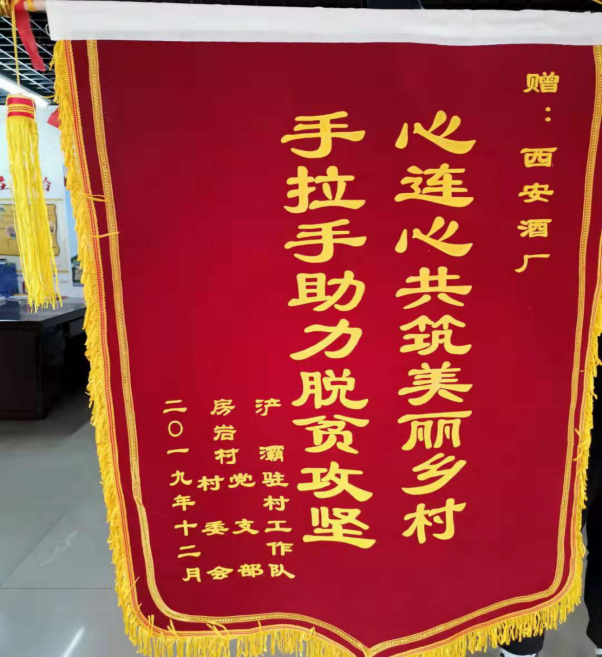 赠：西安酒厂
心连心共筑美丽乡村
手拉手助力脱贫攻坚
浐灞驻村工作队
房岩村党支部
村委会
二〇一九年十二月